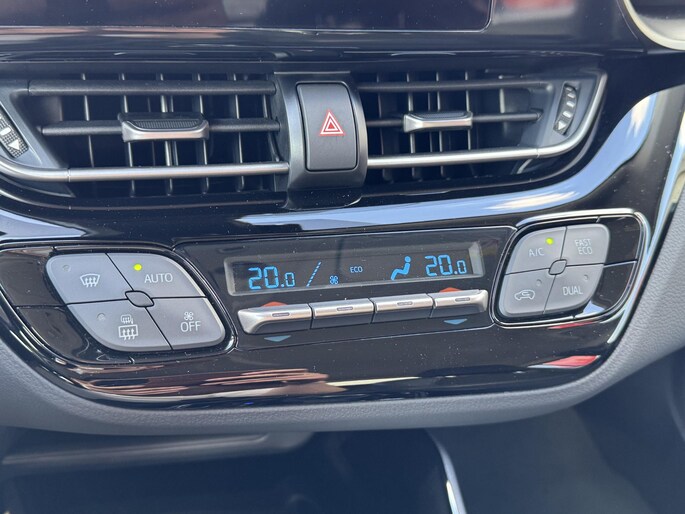 20.0 ECO 20.0
AUTO
OFF
A/C
FAST
ECO
DUAL